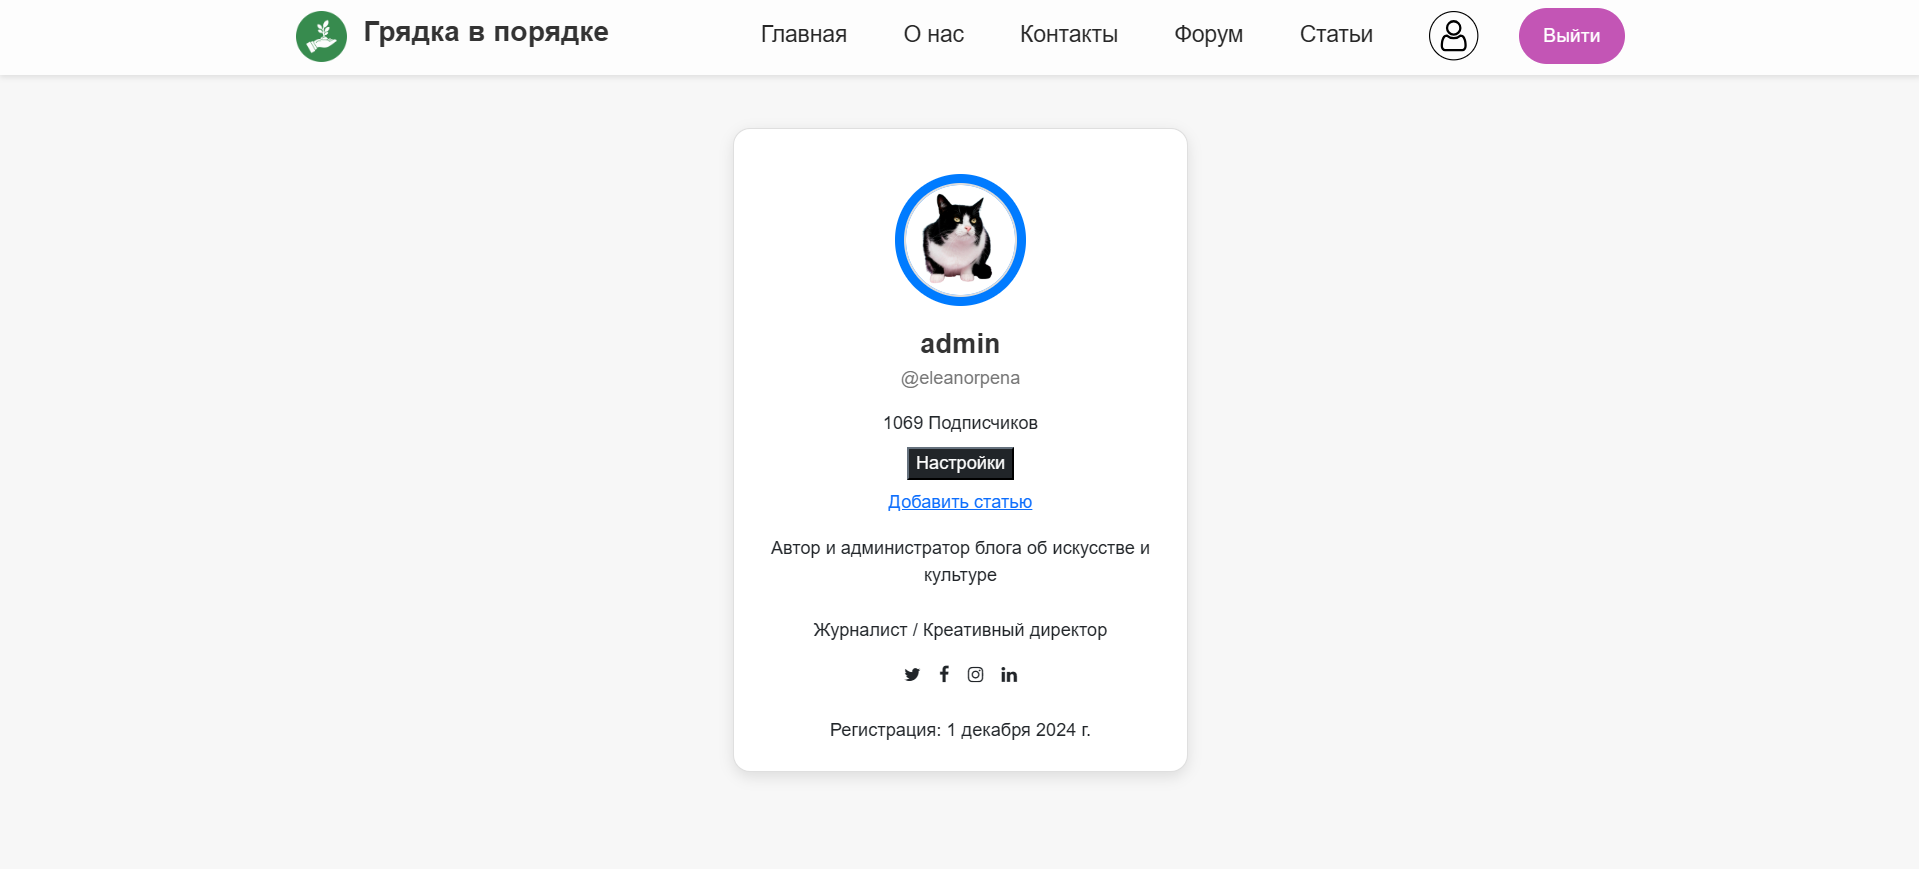 Грядка в порядке
Главная
О нас
Контакты
Форум
Статьи
Выйти
admin
@eleanorpena
1069 Подписчиков
Настройки
Добавить статью
Автор и администратор блога об искусстве и
культуре
Журналист / Креативный директор
Регистрация: 1 декабря 2024 г.